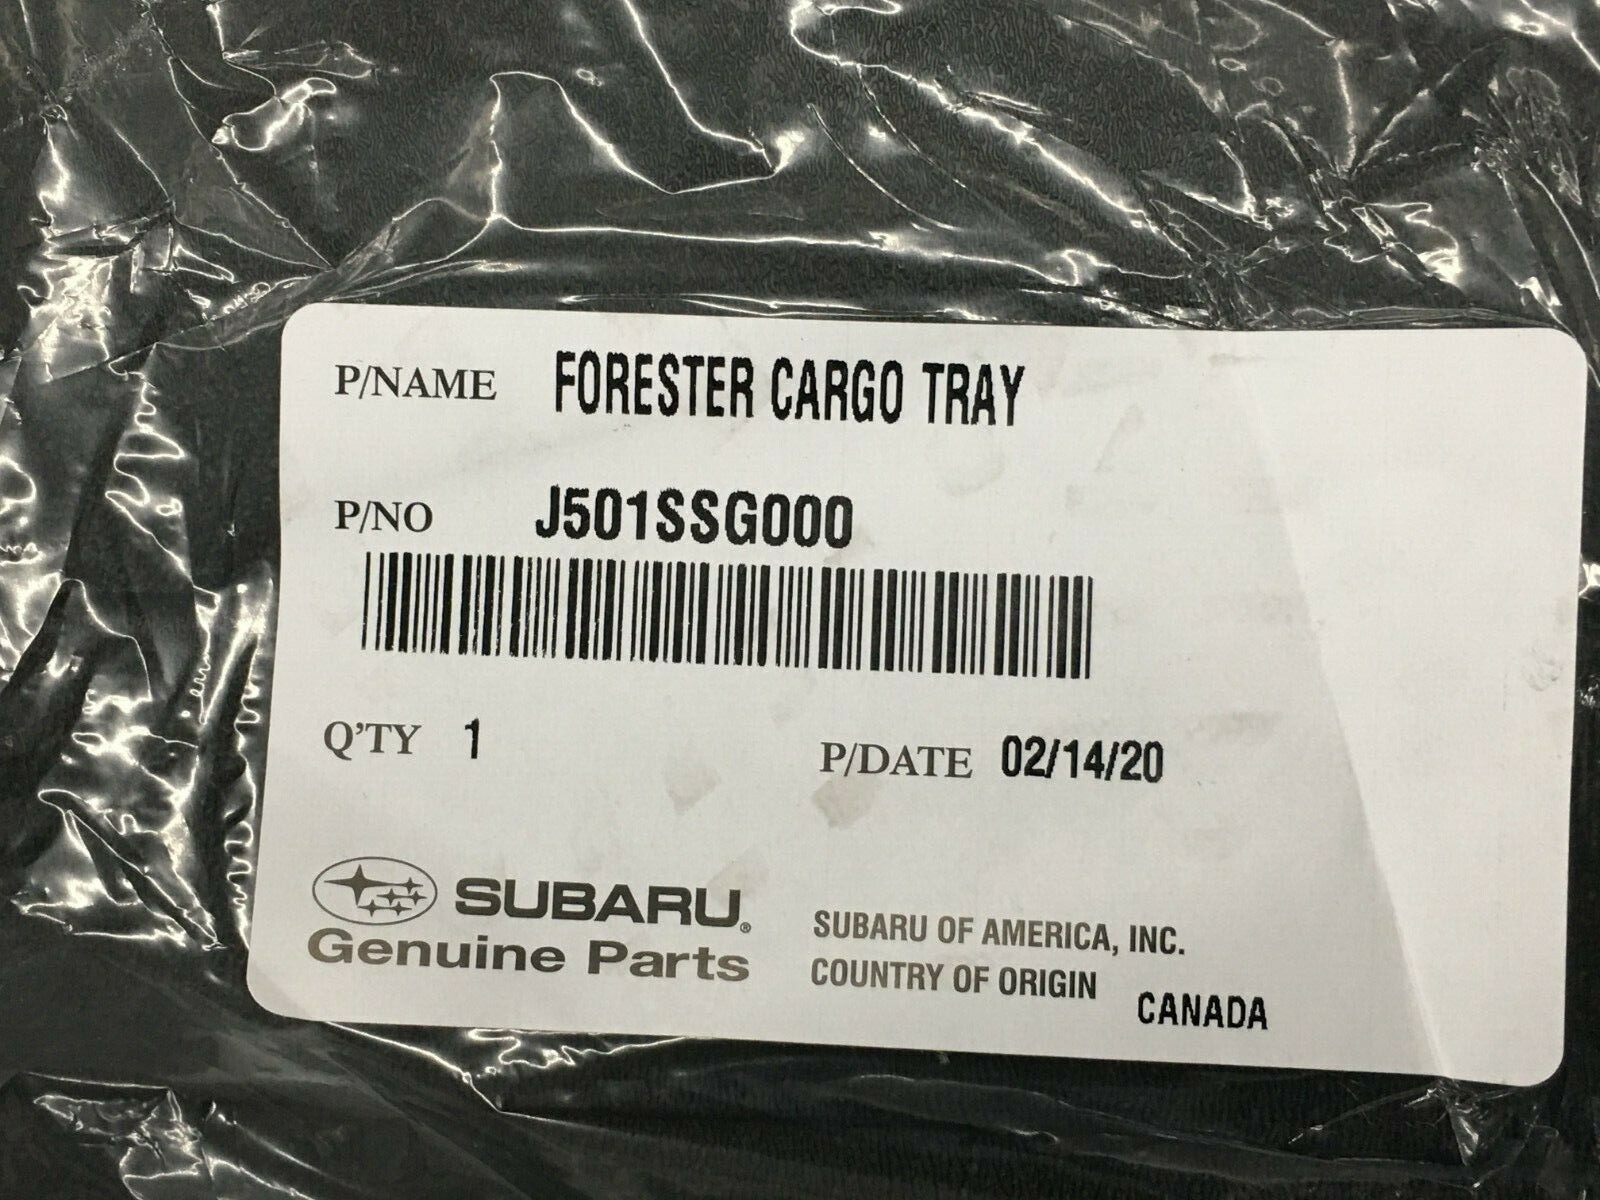 P/NAME FORESTER CARGO TRAY
P/NO J501SSG000
Q'TY 1 P/DATE 02/14/20
SUBARU®
Genuine Parts
SUBARU OF AMERICA, INC.
COUNTRY OF ORIGIN CANADA